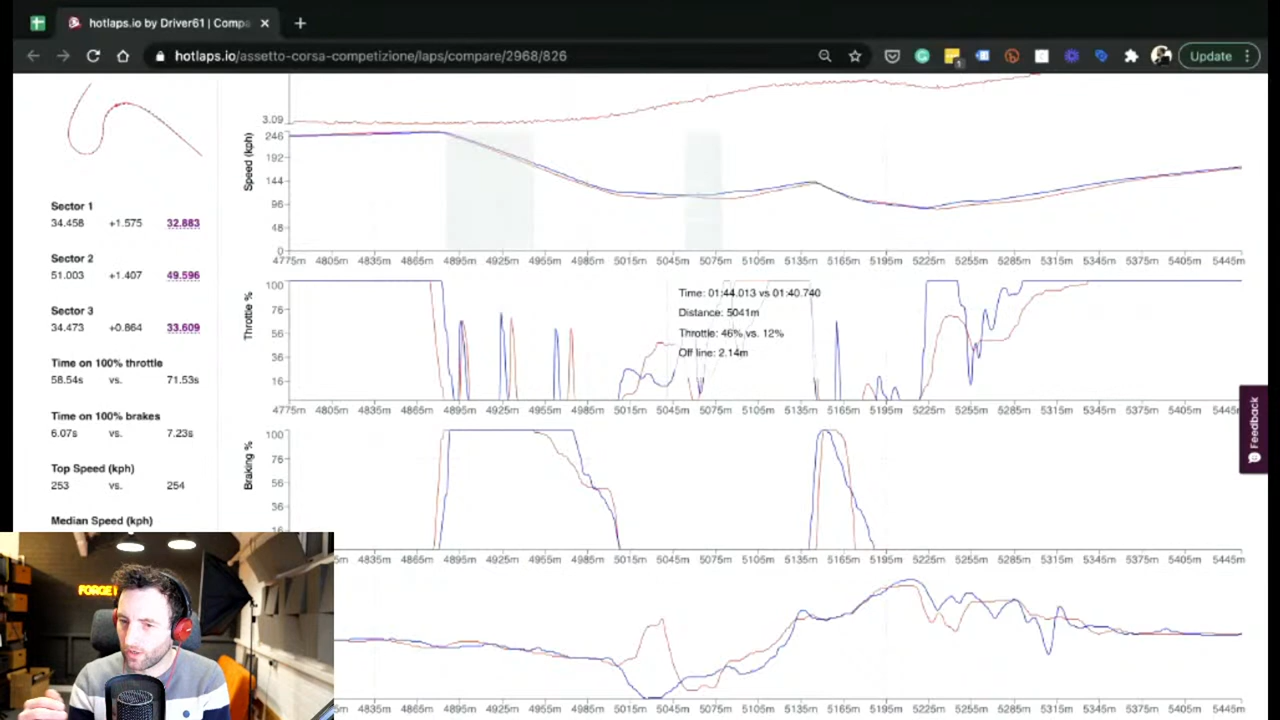 hotlaps.io by Driver61 | Compa
hotlaps.io/assetto-corsa-competizione/laps/compare/2968/826
Update
3.09
Speed (kph)
246
192
144
96
48
0
4775m 4805m 4835m 4865m 4895m 4925m 4955m 4985m 5015m 5045m 5075m 5105m 5135m 5165m 5195m 5225m 5255m 5285m 5315m 5345m 5375m 5405m 5445m
Sector 1
34.458 +1.575 32.883
Sector 2
51.003 +1.407 49.596
Sector 3
34.473 +0.864 33.609
Time on 100% throttle
58.54s vs. 71.53s
Time on 100% brakes
6.07s vs. 7.23s
Top Speed (kph)
253 vs. 254
Median Speed (kph)
Throttle %
100
76
56
36
16
Time: 01:44.013 vs 01:40.740
Distance: 5041m
Throttle: 46% vs. 12%
Off line: 2.14m
4775m 4805m 4835m 4865m 4895m 4925m 4955m 4985m 5015m 5045m 5075m 5105m 5135m 5165m 5195m 5225m 5255m 5285m 5315m 5345m 5375m 5405m 5445m
Braking %
100
76
56
36
16
4835m 4865m 4895m 4925m 4955m 4985m 5015m 5045m 5075m 5105m 5135m 5165m 5195m 5225m 5255m 5285m 5315m 5345m 5375m 5405m 5445m
4835m 4865m 4895m 4925m 4955m 4985m 5015m 5045m 5075m 5105m 5135m 5165m 5195m 5225m 5255m 5285m 5315m 5345m 5375m 5405m 5445m
Feedback
FORGE